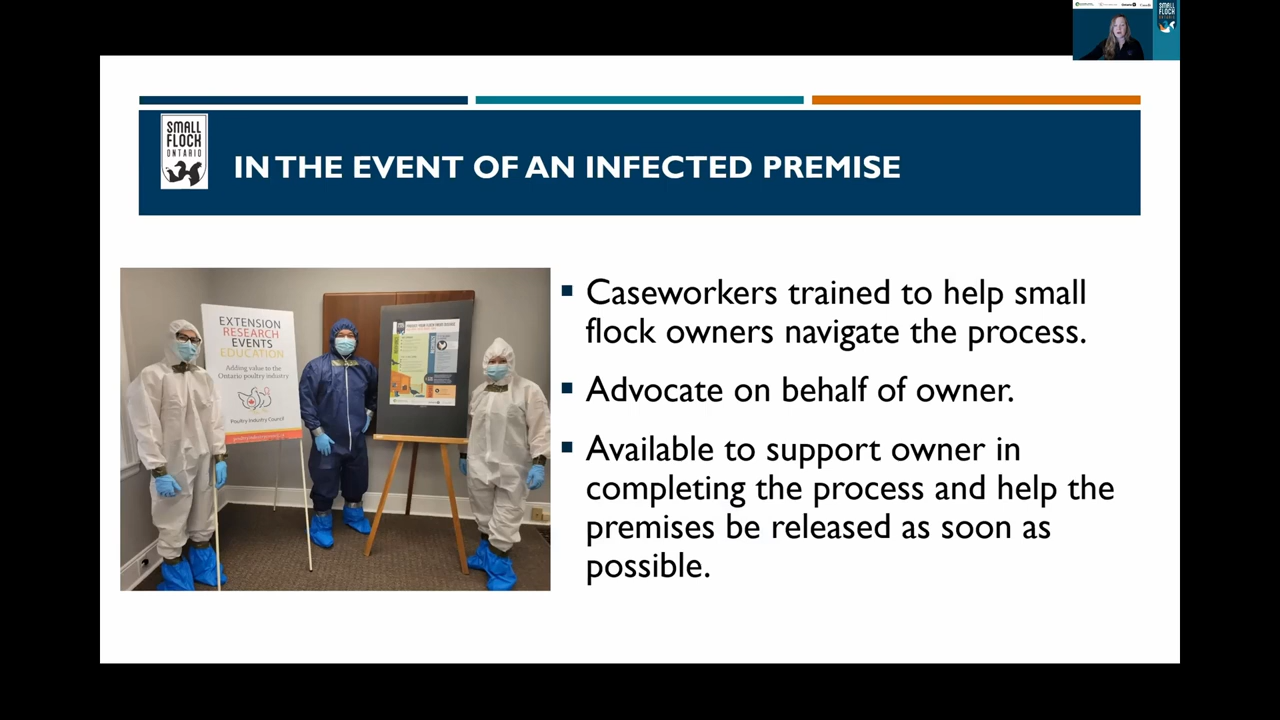 SMALL
FLOCK
ONTARIO
SMALL
FLOCK
ONTARIO
IN THE EVENT OF AN INFECTED PREMISE
EXTENSION
RESEARCH
EVENTS
EDUCATION
Adding value to the
Ontario poultry industry
Poultry Industry Council
▪ Caseworkers trained to help small
flock owners navigate the process.
▪ Advocate on behalf of owner.
▪ Available to support owner in
completing the process and help the
premises be released as soon as
possible.